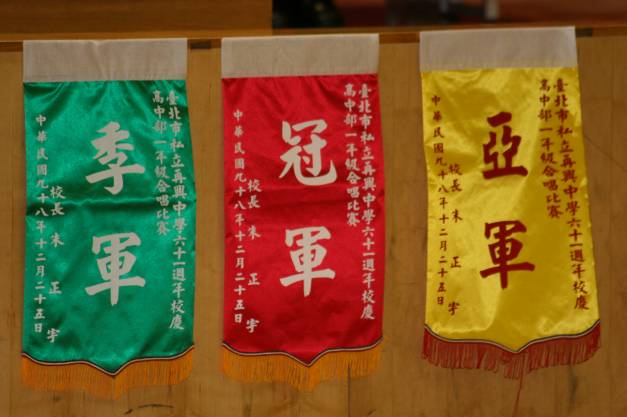 臺北市私立再興中學六十一週年校慶
高中部一年級合唱比賽
季軍
校長 朱正宇
中華民國九十八年十二月二十五日
臺北市私立再興中學六十一週年校慶
高中部一年級合唱比賽
冠軍
校長 朱正宇
中華民國九十八年十二月二十五日
臺北市私立再興中學六十一週年校慶
高中部一年級合唱比賽
亞軍
校長 朱正宇
中華民國九十八年十二月二十五日